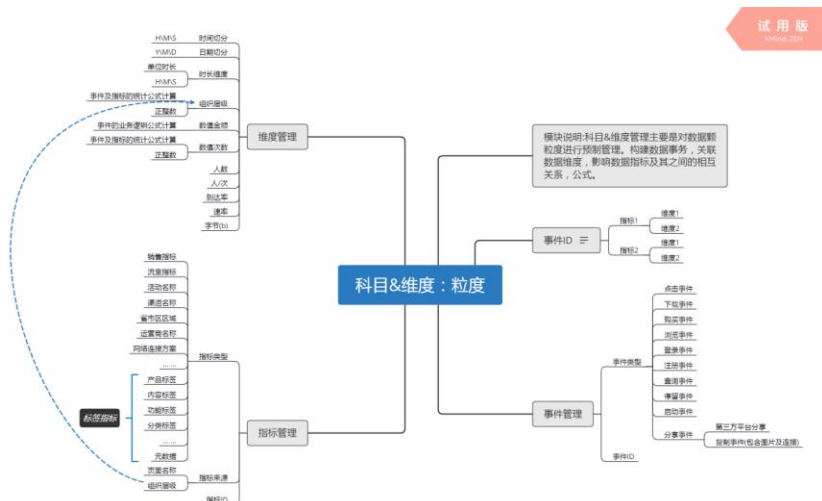 试用版
XMind ZEN
H\M\S
时间切分
Y\M\D
日期切分
单位时长
H\M\S
时长维度
事件及指标的统计公式计算
正整数
组织层级
事件的业务逻辑公式计算
数值金额
事件及指标的统计公式计算
正整数
数值次数
人数
人/次
到达率
速率
字节(b)
维度管理
模块说明:科目&维度管理主要是对数据颗
粒度进行预制管理。构建数据事务,关联
数据维度,影响数据指标及其之间的相互
关系,公式。
事件ID
指标1
维度1
维度2
指标2
维度1
维度2
科目&维度:粒度
销售指标
流量指标
活动名称
渠道名称
省市区区域
运营商名称
网络连接方案
... ...
产品标签
内容标签
功能标签
分类标签
... ...
元数据
标签指标
指标类型
页面名称
组织层级
指标来源
指标ID
指标管理
点击事件
下载事件
购买事件
浏览事件
登录事件
注册事件
查询事件
停留事件
启动事件
分享事件
第三方平台分享
复制事件(包含图片及连接)
事件类型
事件管理
事件ID